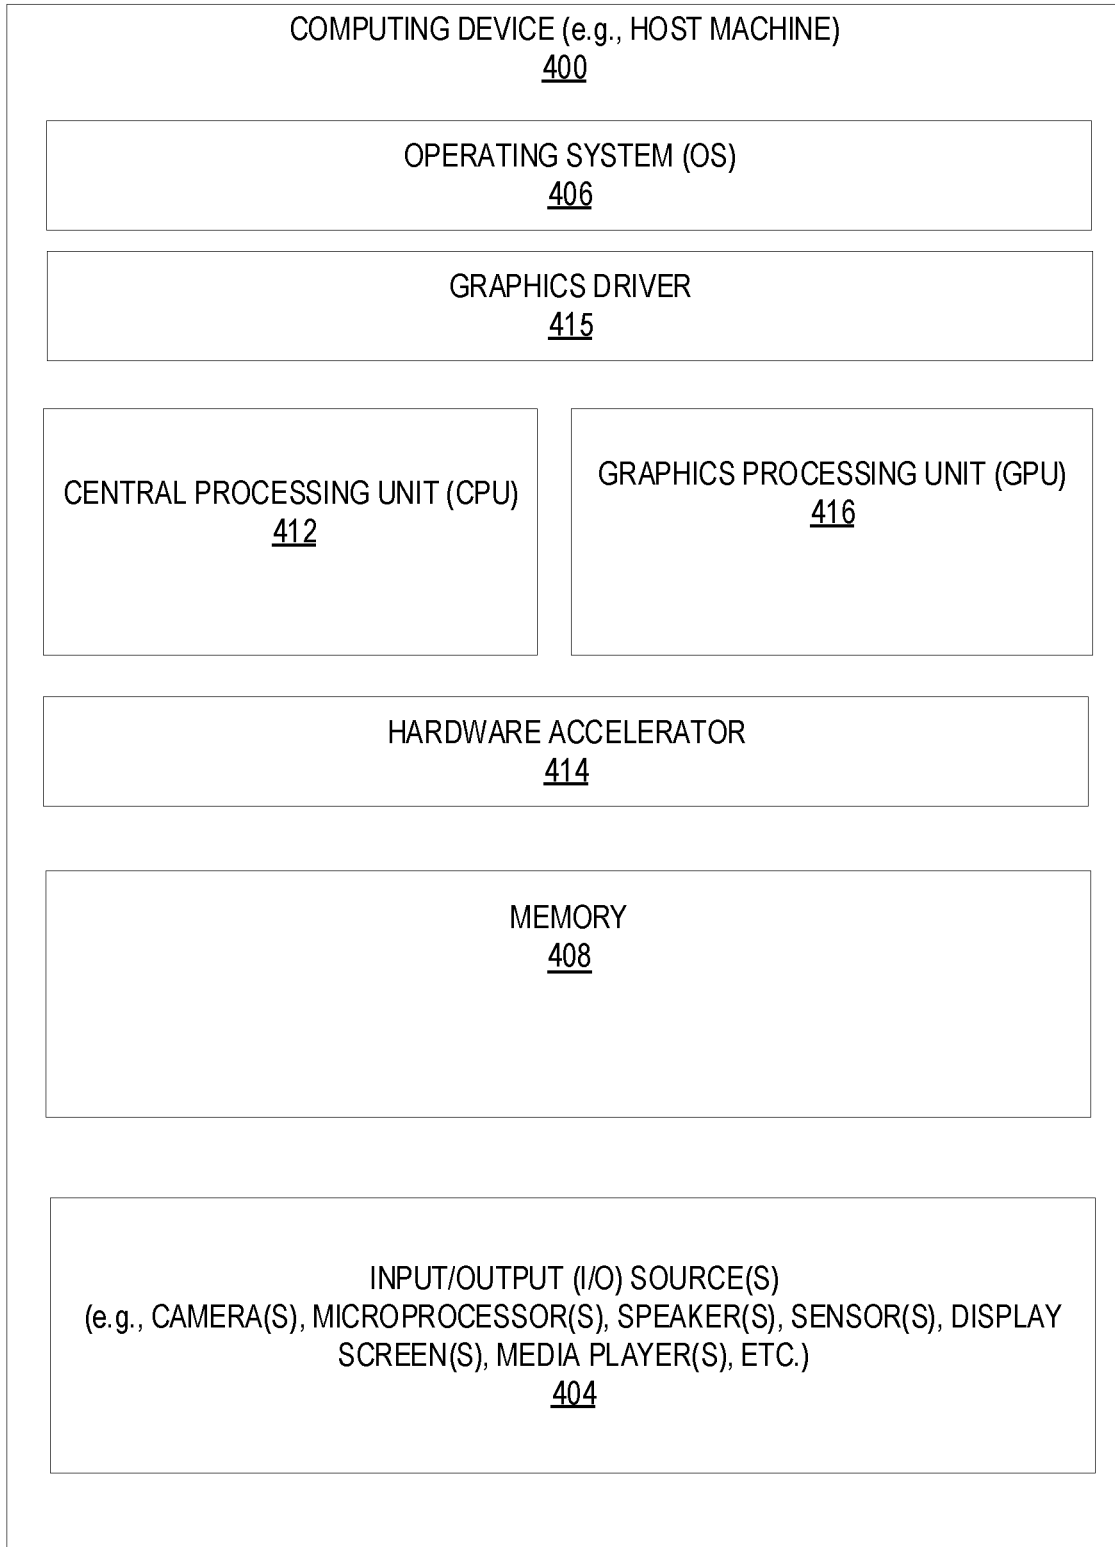 COMPUTING DEVICE (e.g., HOST MACHINE)
400
OPERATING SYSTEM (OS)
406
GRAPHICS DRIVER
415
CENTRAL PROCESSING UNIT (CPU)
412
GRAPHICS PROCESSING UNIT (GPU)
416
HARDWARE ACCELERATOR
414
MEMORY
408
INPUT/OUTPUT (I/O) SOURCE(S)
(e.g., CAMERA(S), MICROPROCESSOR(S), SPEAKER(S), SENSOR(S), DISPLAY
SCREEN(S), MEDIA PLAYER(S), ETC.)
404